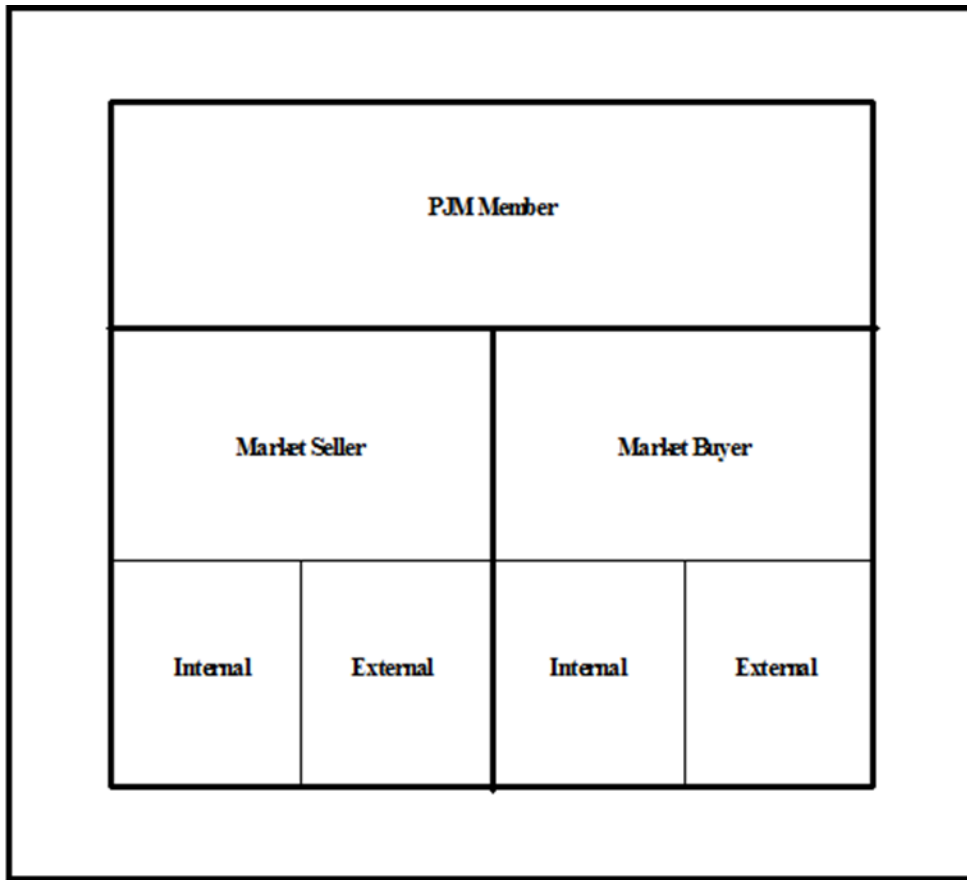 PJM Member
Market Seller
Market Buyer
Internal
External
Internal
External